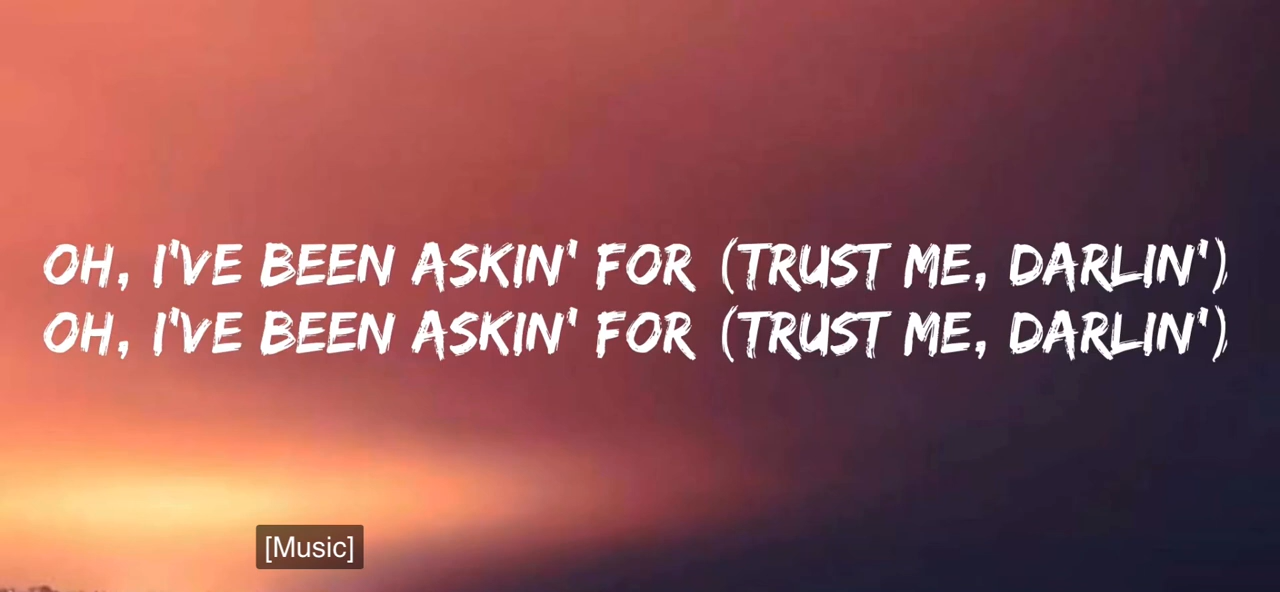 OH, I'VE BEEN ASKIN' FOR (TRUST ME, DARLIN')
OH, I'VE BEEN ASKIN' FOR (TRUST ME, DARLIN')
[Music]